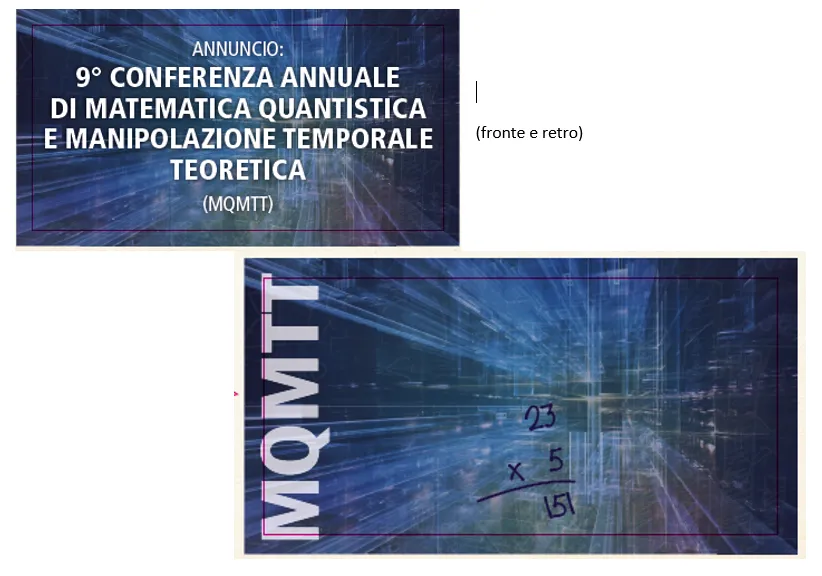 ANNUNCIO:
9° CONFERENZA ANNUALE
DI MATEMATICA QUANTISTICA
E MANIPOLAZIONE TEMPORALE
TEORETICA
(MQMTT)
(fronte e retro)
MQMTT
23
x 5
151